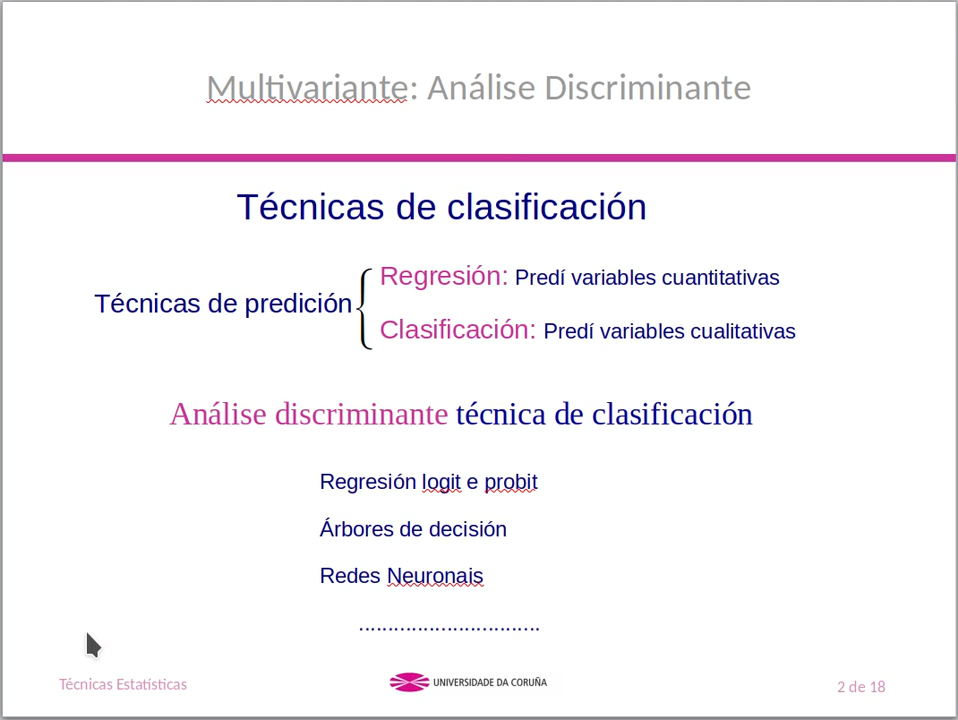 Multivariante: Análise Discriminante
Técnicas de clasificación
Técnicas de predición
Regresión: Predí variables cuantitativas
Clasificación: Predí variables cualitativas
Análise discriminante técnica de clasificación
Regresión logit e probit
Árbores de decisión
Redes Neuronais
...............................
Técnicas Estatísticas
UNIVERSIDADE DA CORUÑA
2 de 18